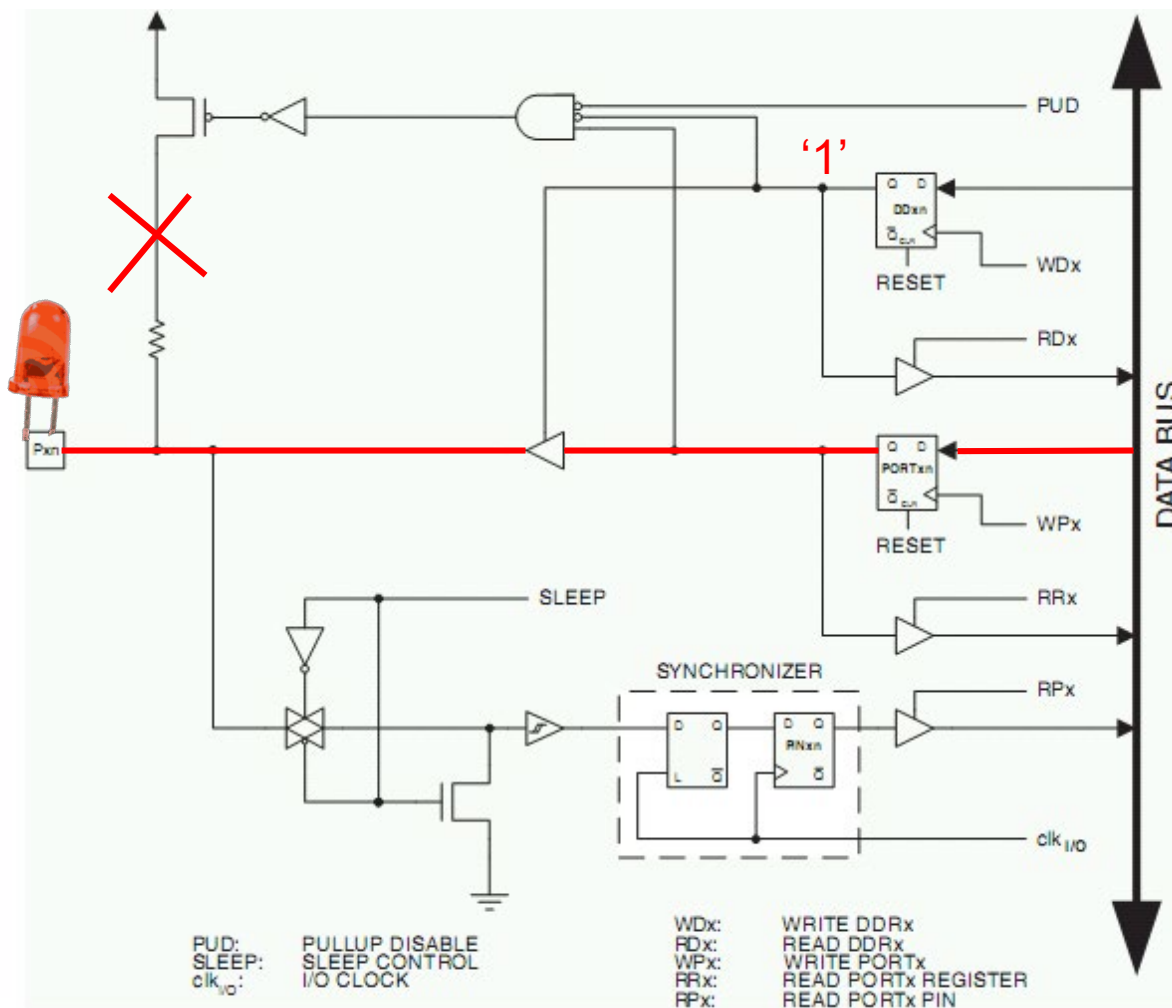 PUD
'1'
Q D
DDxn
Q̅ CLR
RESET
WDx
RDx
Pxn
Q D
PORTxn
Q̅ CLR
RESET
WPx
DATA BUS
SLEEP
RRx
SYNCHRONIZER
RPx
D Q
L Q̅
D Q
PINxn
Q̅
clk I/O
PUD: PULLUP DISABLE
SLEEP: SLEEP CONTROL
clk I/O: I/O CLOCK
WDx: WRITE DDRx
RDx: READ DDRx
WPx: WRITE PORTx
RRx: READ PORTx REGISTER
RPx: READ PORTx PIN